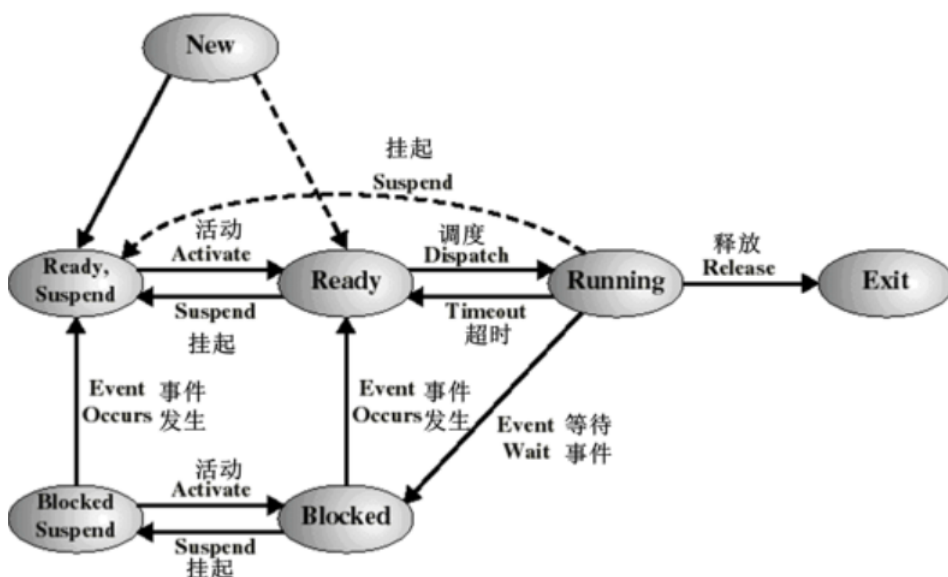 New
挂起
Suspend
活动
Activate
调度
Dispatch
释放
Release
Ready,
Suspend
Ready
Running
Exit
Suspend
挂起
Timeout
超时
Event 事件
Occurs 发生
Event 事件
Occurs 发生
Event 等待
Wait 事件
活动
Activate
Blocked
Suspend
Blocked
Suspend
挂起